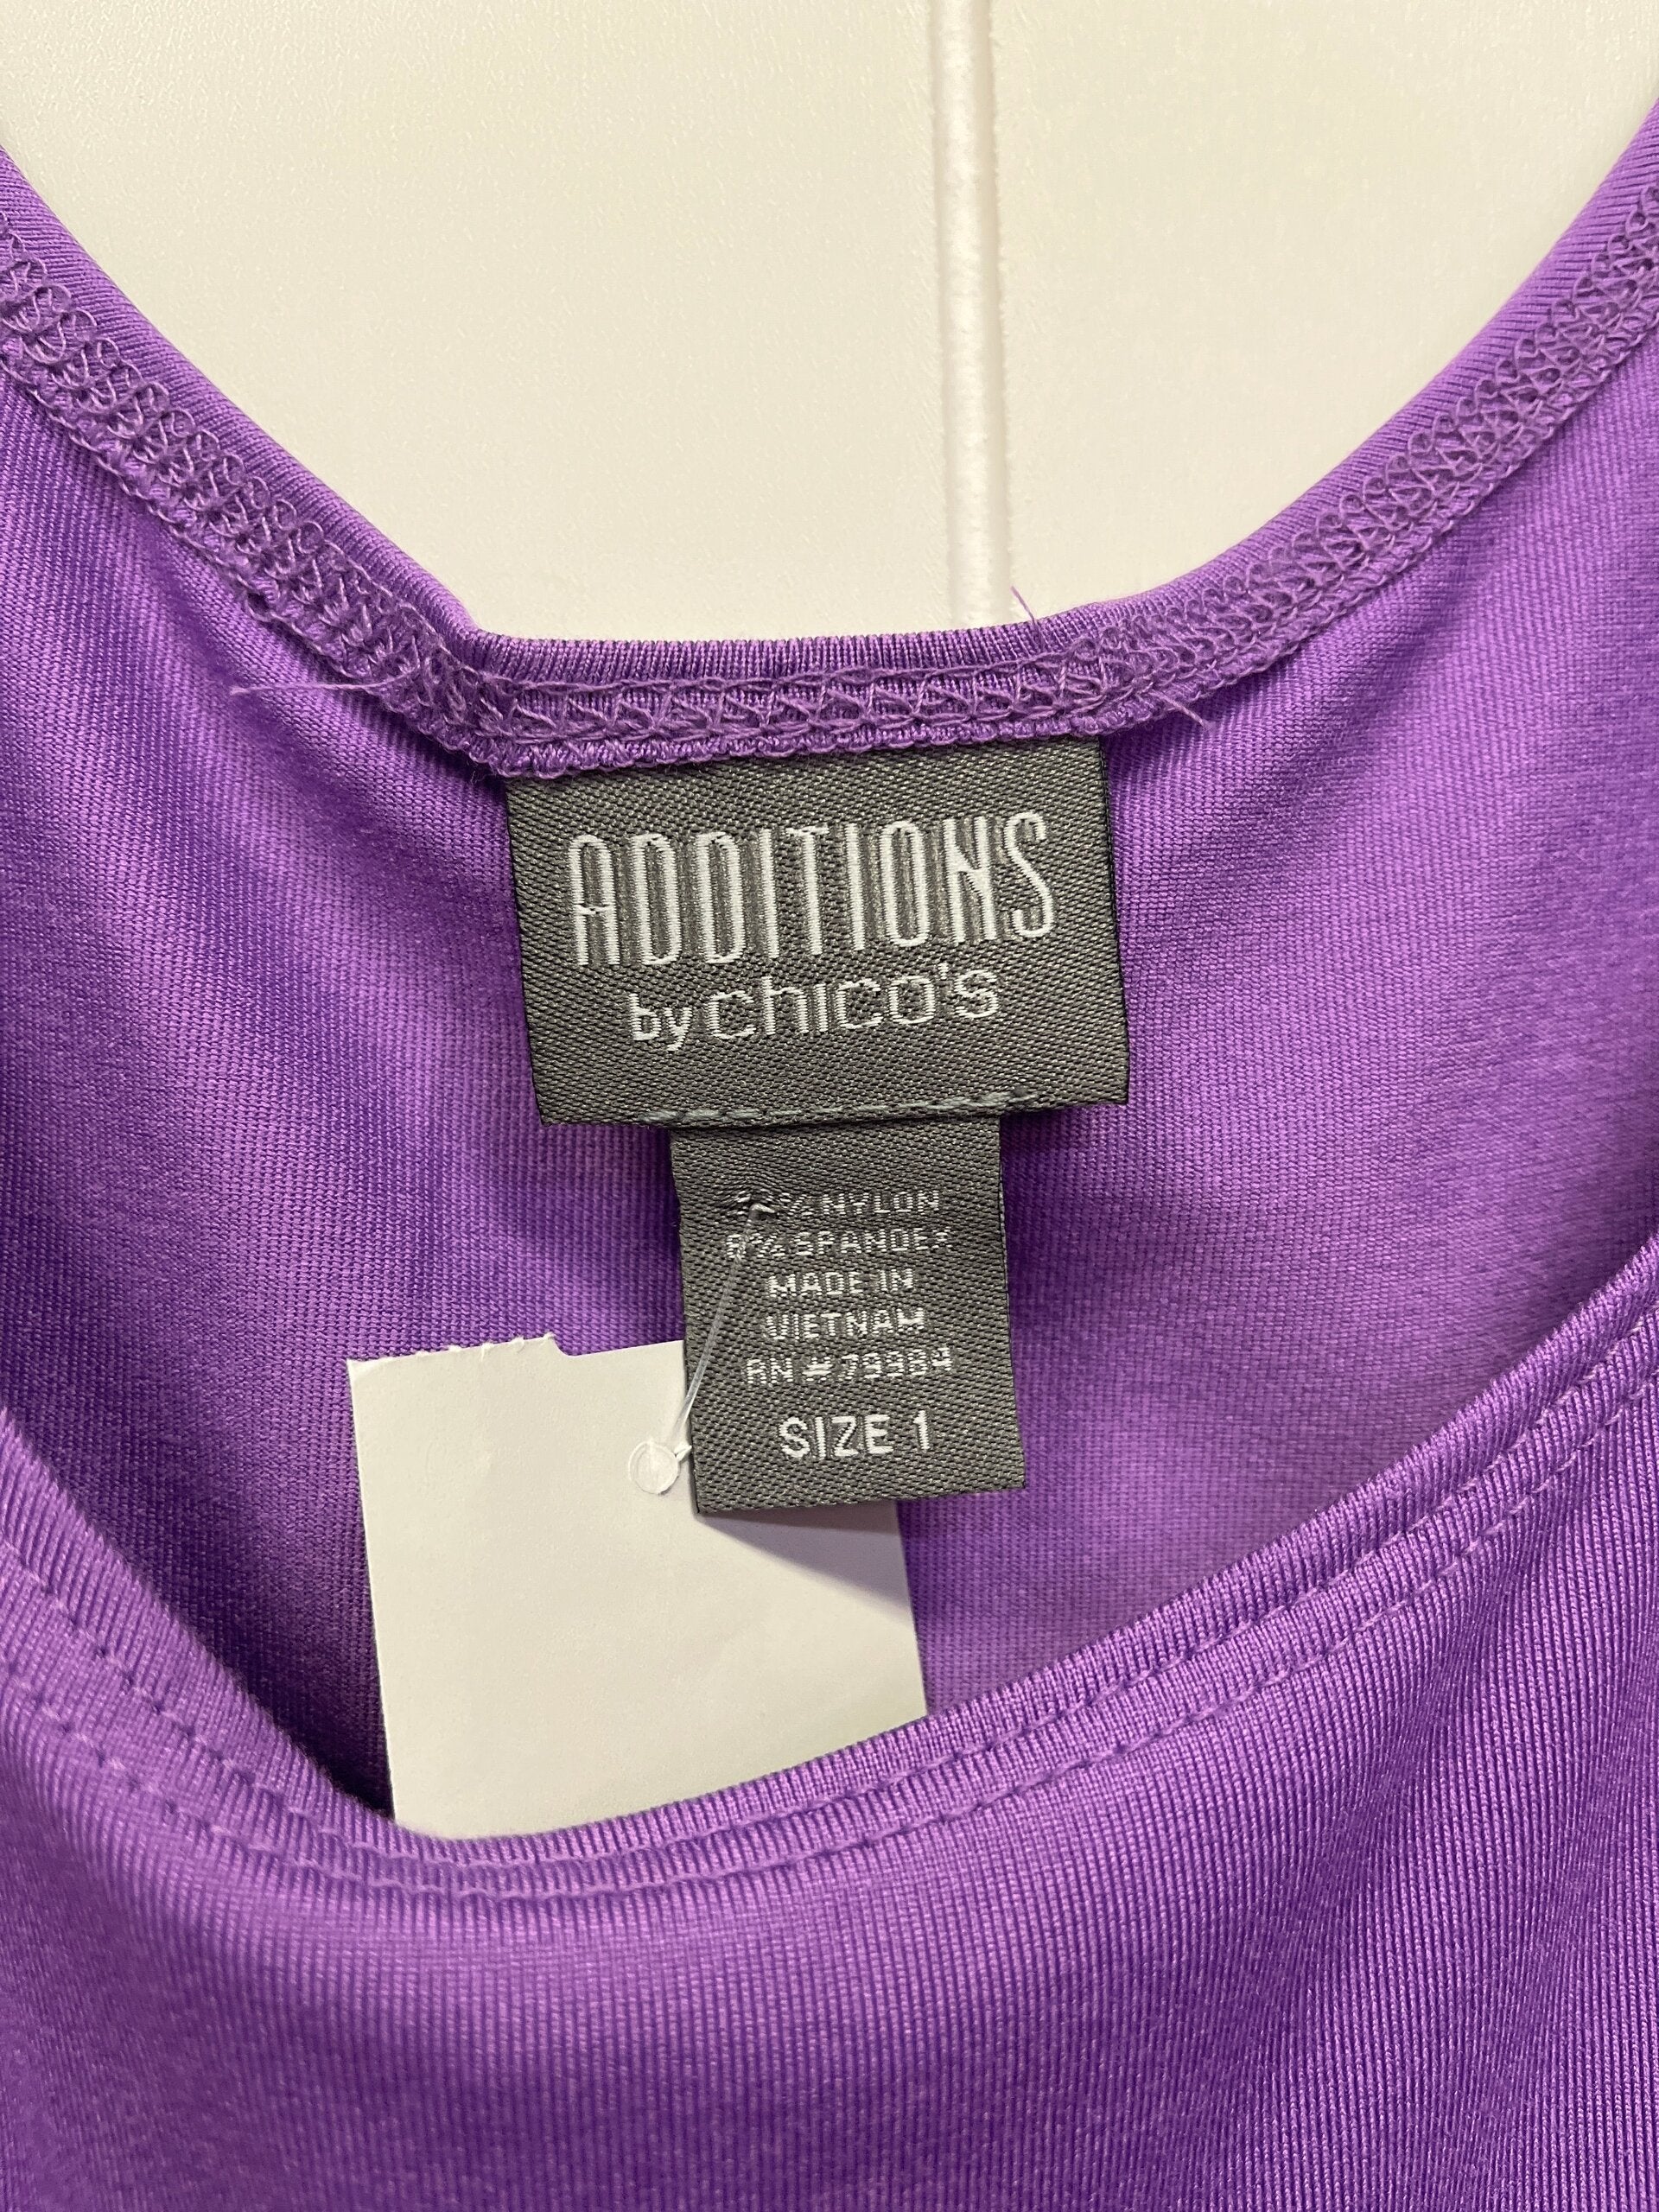 ADDITIONS
by chico's
NYLON
SPANDEX
MADE IN
VIETNAM
RN # 79984
SIZE 1